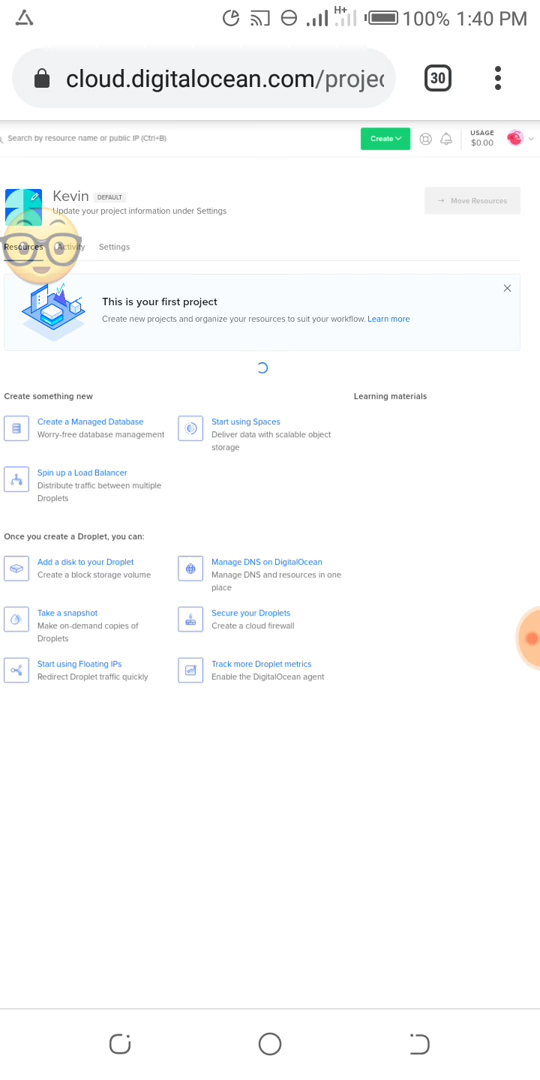 H+
100% 1:40 PM
cloud.digitalocean.com/projec
30
Search by resource name or public IP (Ctrl+B)
Create
USAGE
$0.00
Kevin DEFAULT
Update your project information under Settings
→ Move Resources
Resources Activity Settings
This is your first project
Create new projects and organize your resources to suit your workflow. Learn more
Create something new
Learning materials
Create a Managed Database
Worry-free database management
Start using Spaces
Deliver data with scalable object
storage
Spin up a Load Balancer
Distribute traffic between multiple
Droplets
Once you create a Droplet, you can:
Add a disk to your Droplet
Create a block storage volume
Manage DNS on DigitalOcean
Manage DNS and resources in one
place
Take a snapshot
Make on-demand copies of
Droplets
Secure your Droplets
Create a cloud firewall
Start using Floating IPs
Redirect Droplet traffic quickly
Track more Droplet metrics
Enable the DigitalOcean agent